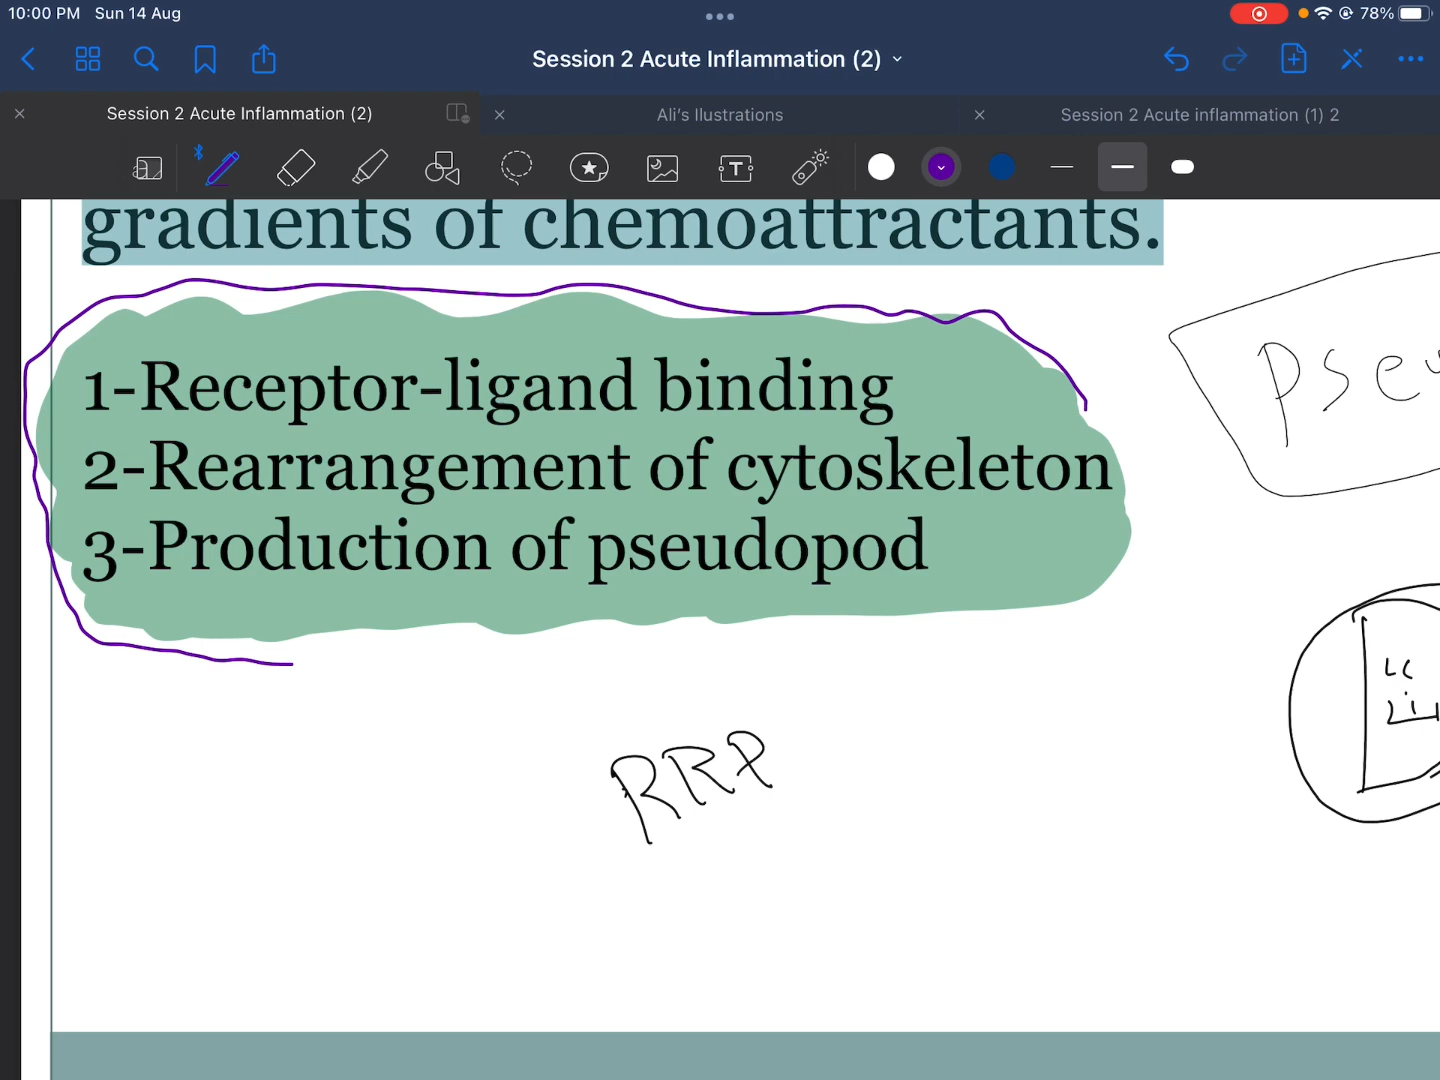 10:00 PM Sun 14 Aug
78%
Session 2 Acute Inflammation (2)
Session 2 Acute Inflammation (2)
Ali's Ilustrations
Session 2 Acute inflammation (1) 2
gradients of chemoattractants.
1-Receptor-ligand binding
2-Rearrangement of cytoskeleton
3-Production of pseudopod
RRP